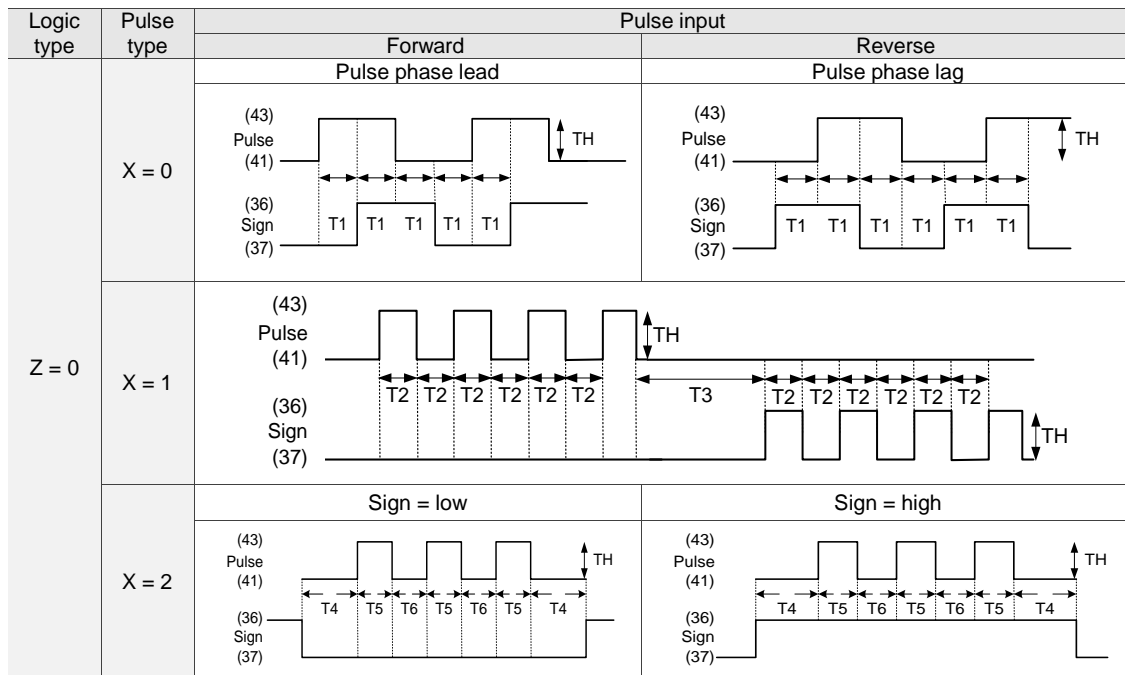 Logic type
Pulse type
Pulse input
Forward
Reverse
Z = 0
X = 0
Pulse phase lead
Pulse phase lag
(43)
Pulse
(41)
TH
(36)
Sign
(37)
T1 T1 T1 T1 T1
(43)
Pulse
(41)
TH
(36)
Sign
(37)
T1 T1 T1 T1 T1 T1
X = 1
(43)
Pulse
(41)
TH
T2 T2 T2 T2 T2 T2
T3
T2 T2 T2 T2 T2 T2
(36)
Sign
(37)
TH
X = 2
Sign = low
Sign = high
(43)
Pulse
(41)
TH
T4 T5 T6 T5 T6 T5 T4
(36)
Sign
(37)
(43)
Pulse
(41)
TH
T4 T5 T6 T5 T6 T5 T4
(36)
Sign
(37)